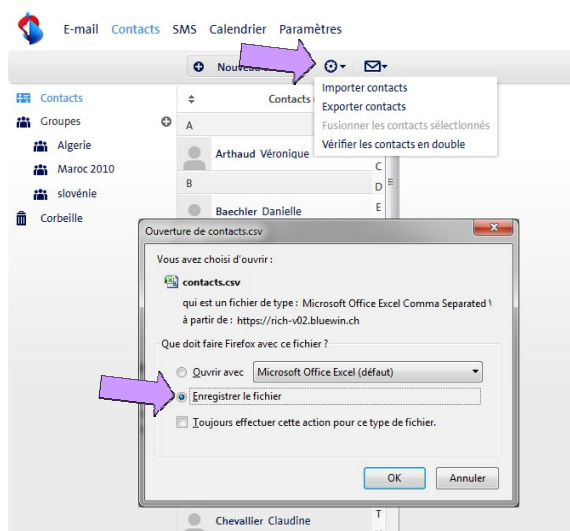 E-mail Contacts SMS Calendrier Paramètres
Nouveau
Importer contacts
Exporter contacts
Fusionner les contacts sélectionnés
Vérifier les contacts en double
Contacts
Groupes
Algerie
Maroc 2010
slovénie
Corbeille
Contacts
A
Arthaud Véronique
C
B
D
Baechler Danielle
E
Ouverture de contacts.csv
Vous avez choisi d'ouvrir :
contacts.csv
qui est un fichier de type : Microsoft Office Excel Comma Separated
à partir de : https://rich-v02.bluewin.ch
Que doit faire Firefox avec ce fichier ?
Ouvrir avec Microsoft Office Excel (défaut)
Enregistrer le fichier
Toujours effectuer cette action pour ce type de fichier.
OK Annuler
Chevallier Claudine
T